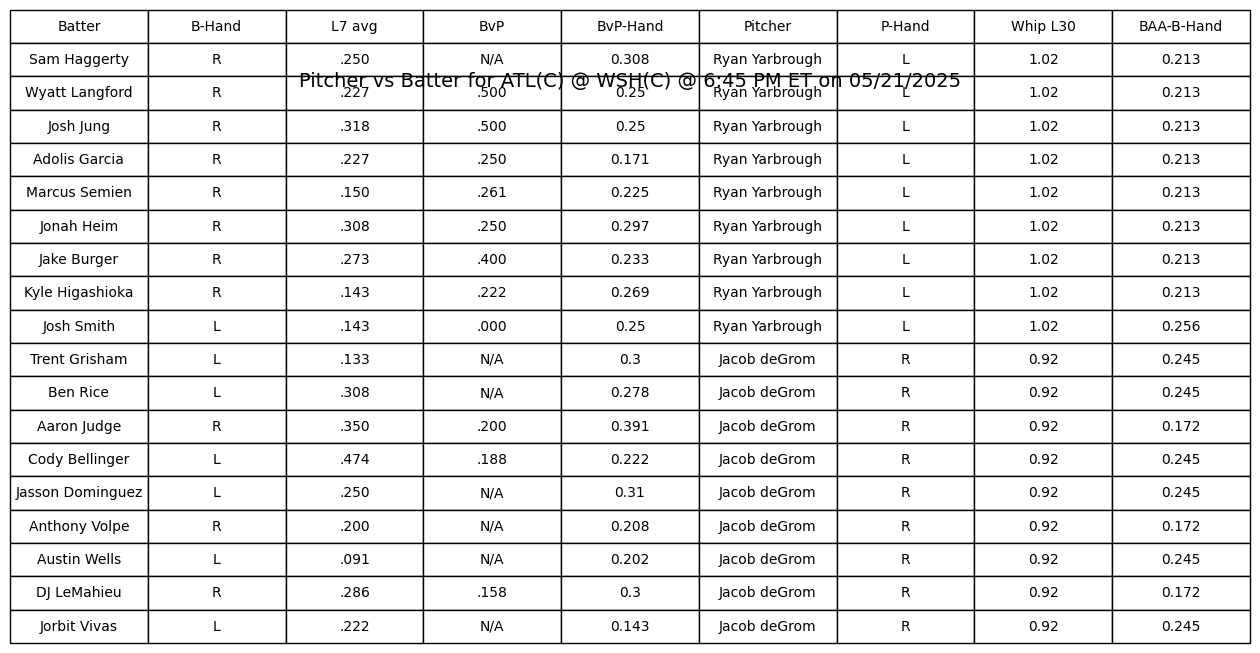 Batter B-Hand L7 avg BvP BvP-Hand Pitcher P-Hand Whip L30 BAA-B-Hand
Sam Haggerty R .250 N/A 0.308 Ryan Yarbrough L 1.02 0.213
Pitcher vs Batter for ATL(C) @ WSH(C) @ 6:45 PM ET on 05/21/2025
Wyatt Langford R .227 .500 0.25 Ryan Yarbrough L 1.02 0.213
Josh Jung R .318 .500 0.25 Ryan Yarbrough L 1.02 0.213
Adolis Garcia R .227 .250 0.171 Ryan Yarbrough L 1.02 0.213
Marcus Semien R .150 .261 0.225 Ryan Yarbrough L 1.02 0.213
Jonah Heim R .308 .250 0.297 Ryan Yarbrough L 1.02 0.213
Jake Burger R .273 .400 0.233 Ryan Yarbrough L 1.02 0.213
Kyle Higashioka R .143 .222 0.269 Ryan Yarbrough L 1.02 0.213
Josh Smith L .143 .000 0.25 Ryan Yarbrough L 1.02 0.256
Trent Grisham L .133 N/A 0.3 Jacob deGrom R 0.92 0.245
Ben Rice L .308 N/A 0.278 Jacob deGrom R 0.92 0.245
Aaron Judge R .350 .200 0.391 Jacob deGrom R 0.92 0.172
Cody Bellinger L .474 .188 0.222 Jacob deGrom R 0.92 0.245
Jasson Dominguez L .250 N/A 0.31 Jacob deGrom R 0.92 0.245
Anthony Volpe R .200 N/A 0.208 Jacob deGrom R 0.92 0.172
Austin Wells L .091 N/A 0.202 Jacob deGrom R 0.92 0.245
DJ LeMahieu R .286 .158 0.3 Jacob deGrom R 0.92 0.172
Jorbit Vivas L .222 N/A 0.143 Jacob deGrom R 0.92 0.245